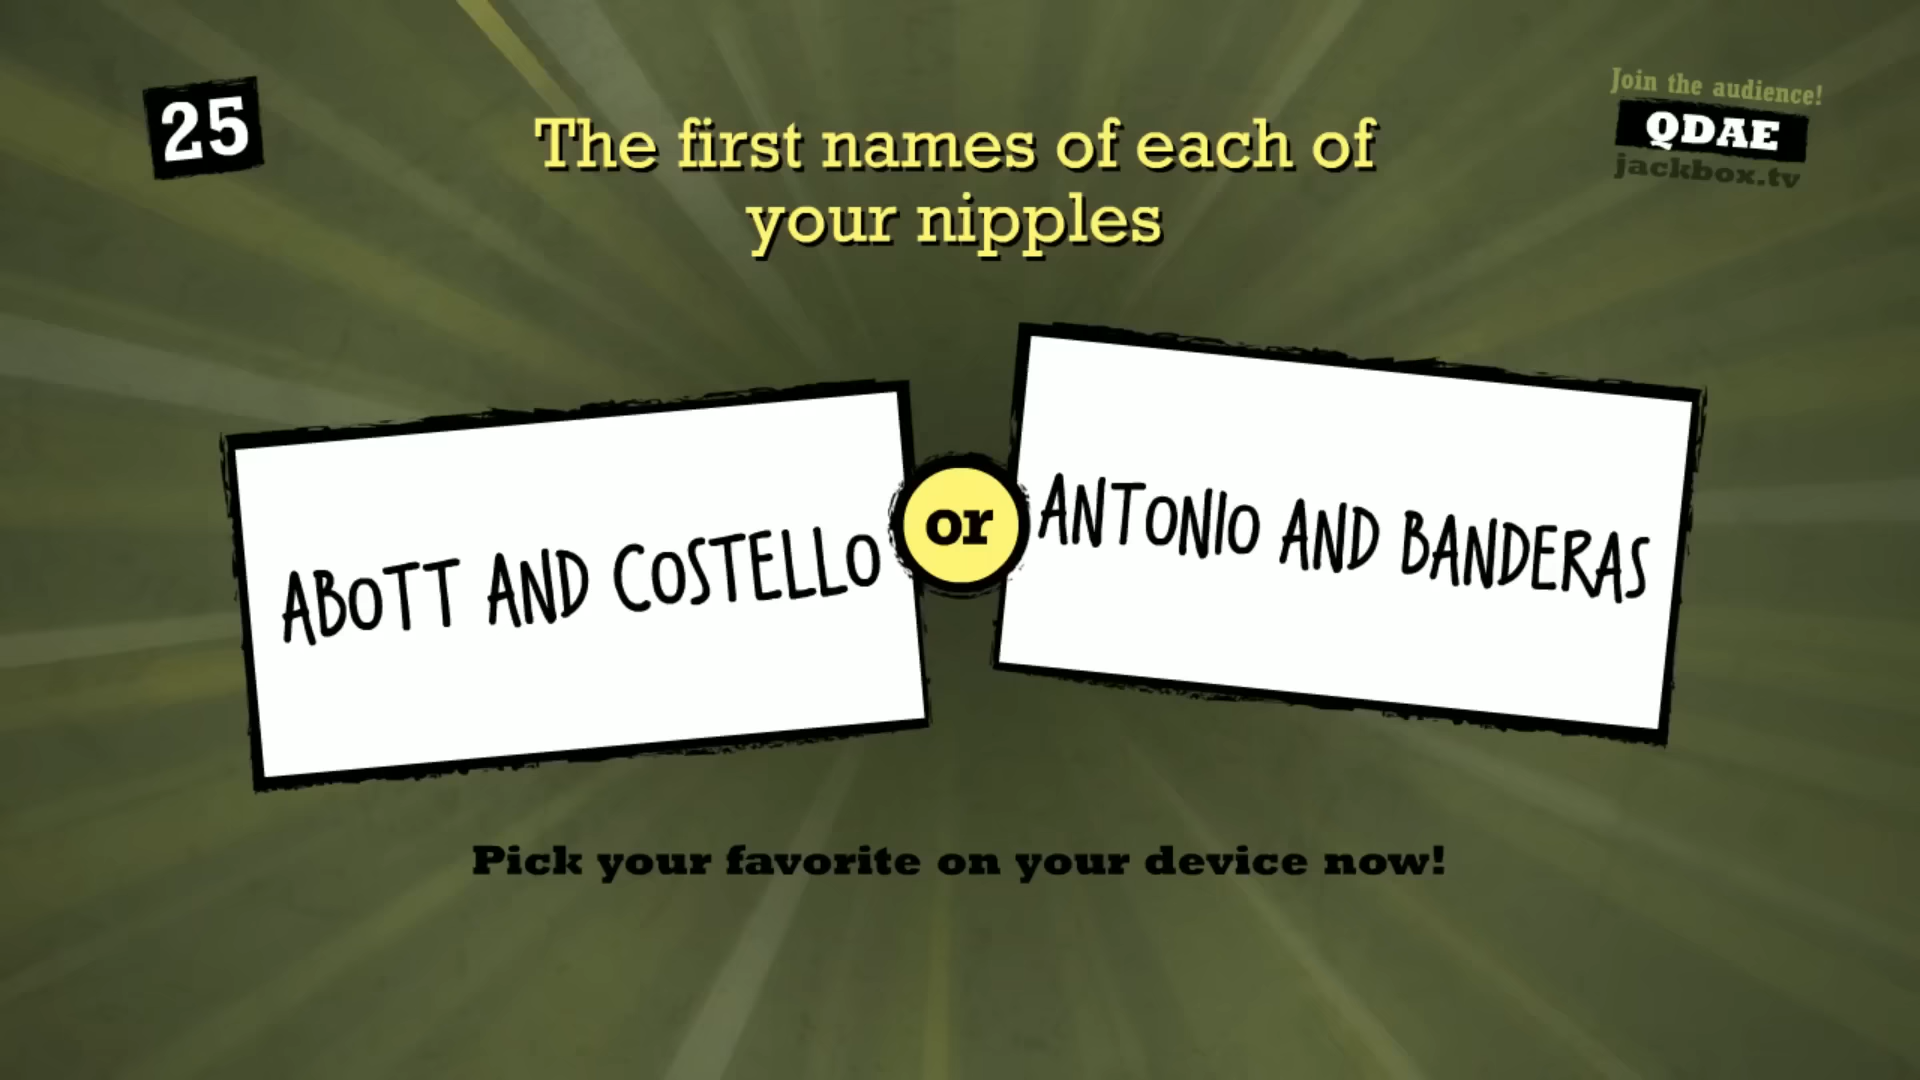 25
The first names of each of
your nipples
Join the audience!
QDAE
jackbox.tv
ABOTT AND COSTELLO
or
ANTONIO AND BANDERAS
Pick your favorite on your device now!